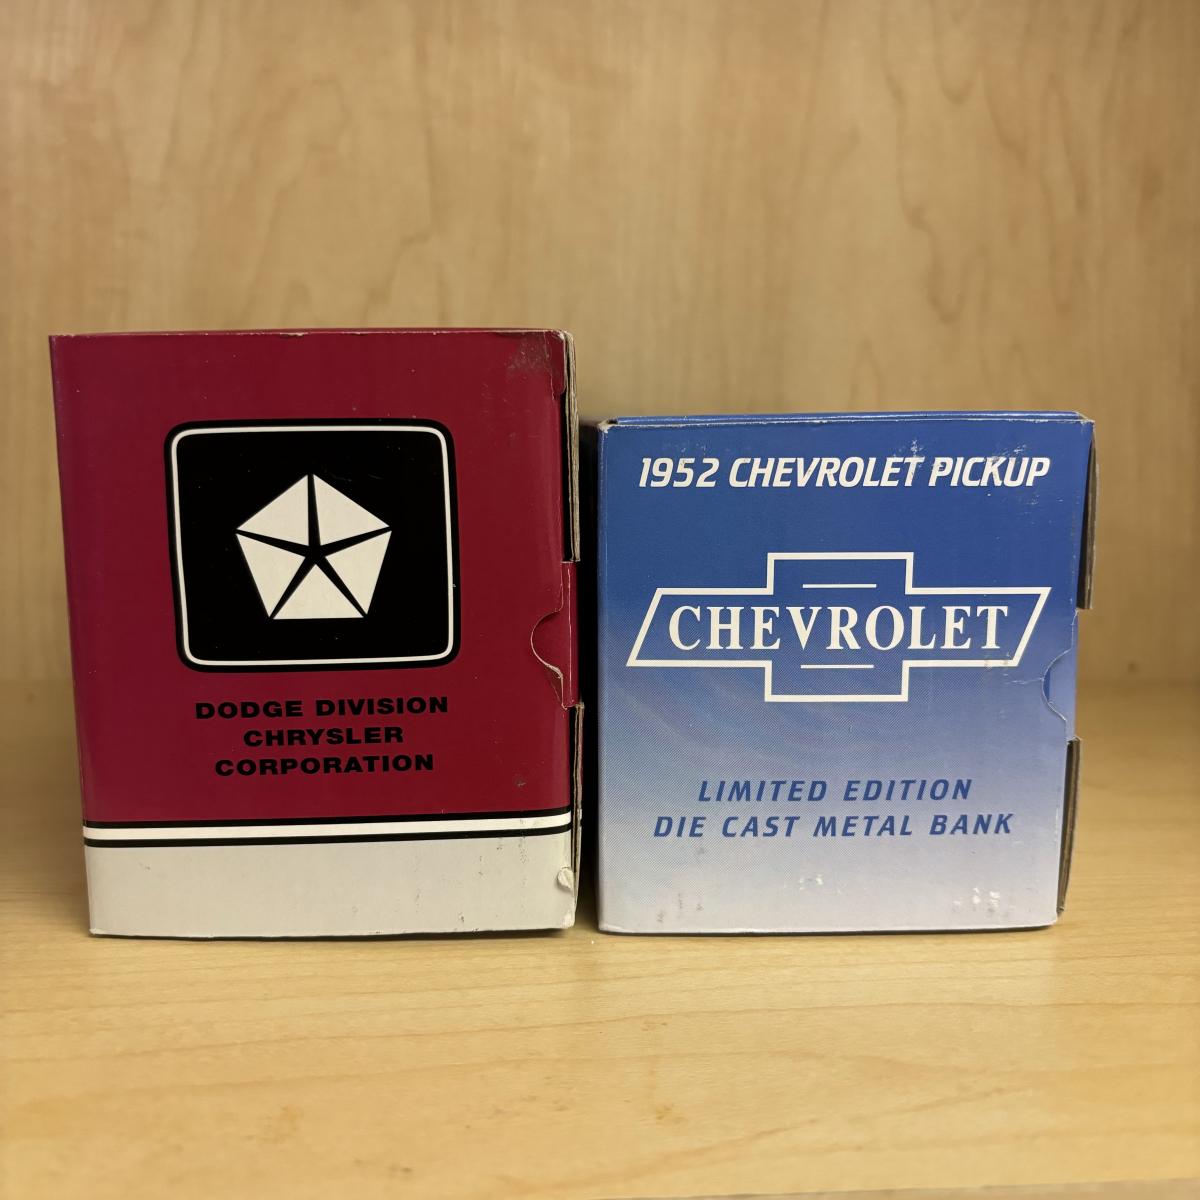 DODGE DIVISION
CHRYSLER
CORPORATION
1952 CHEVROLET PICKUP
CHEVROLET
LIMITED EDITION
DIE CAST METAL BANK